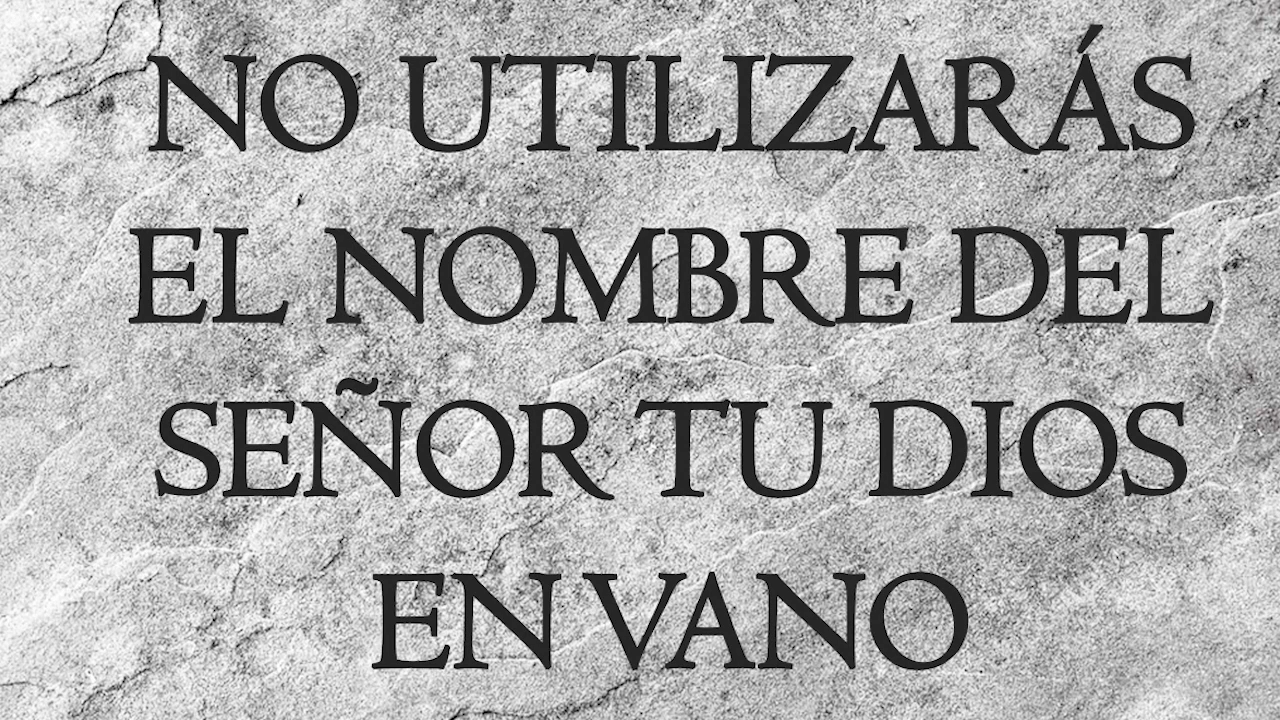 NO UTILIZARÁS
EL NOMBRE DEL
SEÑOR TU DIOS
EN VANO